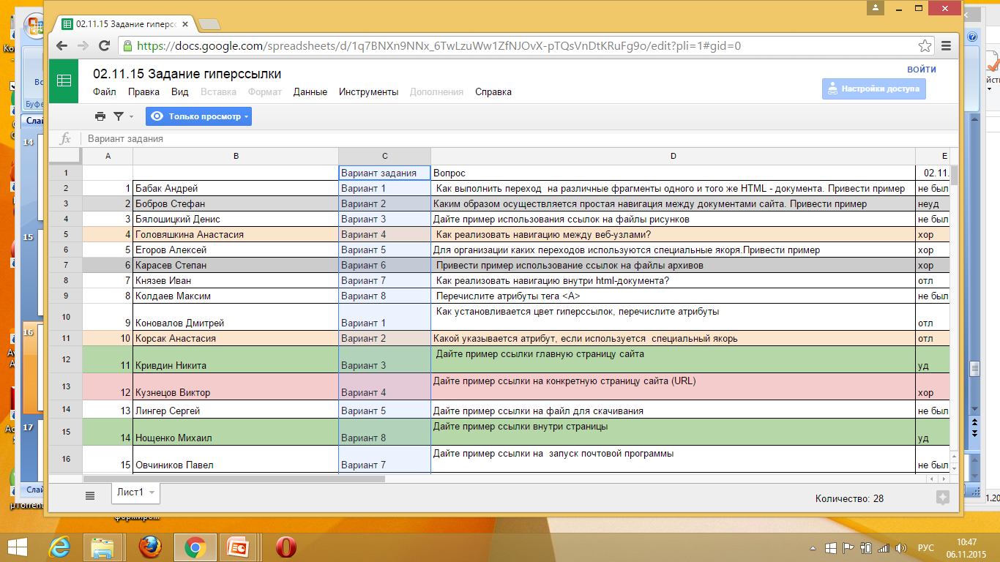 02.11.15 Задание гиперсс
https://docs.google.com/spreadsheets/d/1q7BNXn9NNx_6TwLzuWw1ZfNJOvX-pTQsVnDtKRuFg9o/edit?pli=1#gid=0
02.11.15 Задание гиперссылки
ВОЙТИ
Файл Правка Вид Вставка Формат Данные Инструменты Дополнения Справка
Настройки доступа
Только просмотр
fx Вариант задания
A B C D E
1 Вариант задания Вопрос 02.11.
2 1 Бабак Андрей Вариант 1 Как выполнить переход на различные фрагменты одного и того же HTML - документа. Привести пример не был
3 2 Бобров Стефан Вариант 2 Каким образом осуществляется простая навигация между документами сайта. Привести пример неуд
4 3 Бялошицкий Денис Вариант 3 Дайте пример использования ссылок на файлы рисунков не был
5 4 Головяшкина Анастасия Вариант 4 Как реализовать навигацию между веб-узлами? хор
6 5 Егоров Алексей Вариант 5 Для организации каких переходов используются специальные якоря.Привести пример хор
7 6 Карасев Степан Вариант 6 Привести пример использование ссылок на файлы архивов хор
8 7 Князев Иван Вариант 7 Как реализовать навигацию внутри html-документа? отл
9 8 Колдаев Максим Вариант 8 Перечислите атрибуты тега <A> не был
10 9 Коновалов Дмитрей Вариант 1 Как установливается цвет гиперссылок, перечислите атрибуты отл
11 10 Корсак Анастасия Вариант 2 Какой указывается атрибут, если используется специальный якорь отл
12 11 Кривдин Никита Вариант 3 Дайте пример ссылки главную страницу сайта уд
13 12 Кузнецов Виктор Вариант 4 Дайте пример ссылки на конкретную страницу сайта (URL) хор
14 13 Лингер Сергей Вариант 5 Дайте пример ссылки на файл для скачивания не был
15 14 Нощенко Михаил Вариант 8 Дайте пример ссылки внутри страницы уд
16 15 Овчиников Павел Вариант 7 Дайте пример ссылки на запуск почтовой программы не был
Лист1
Количество: 28
14
15
16
17
µTorrent
РУС
10:47
06.11.2015